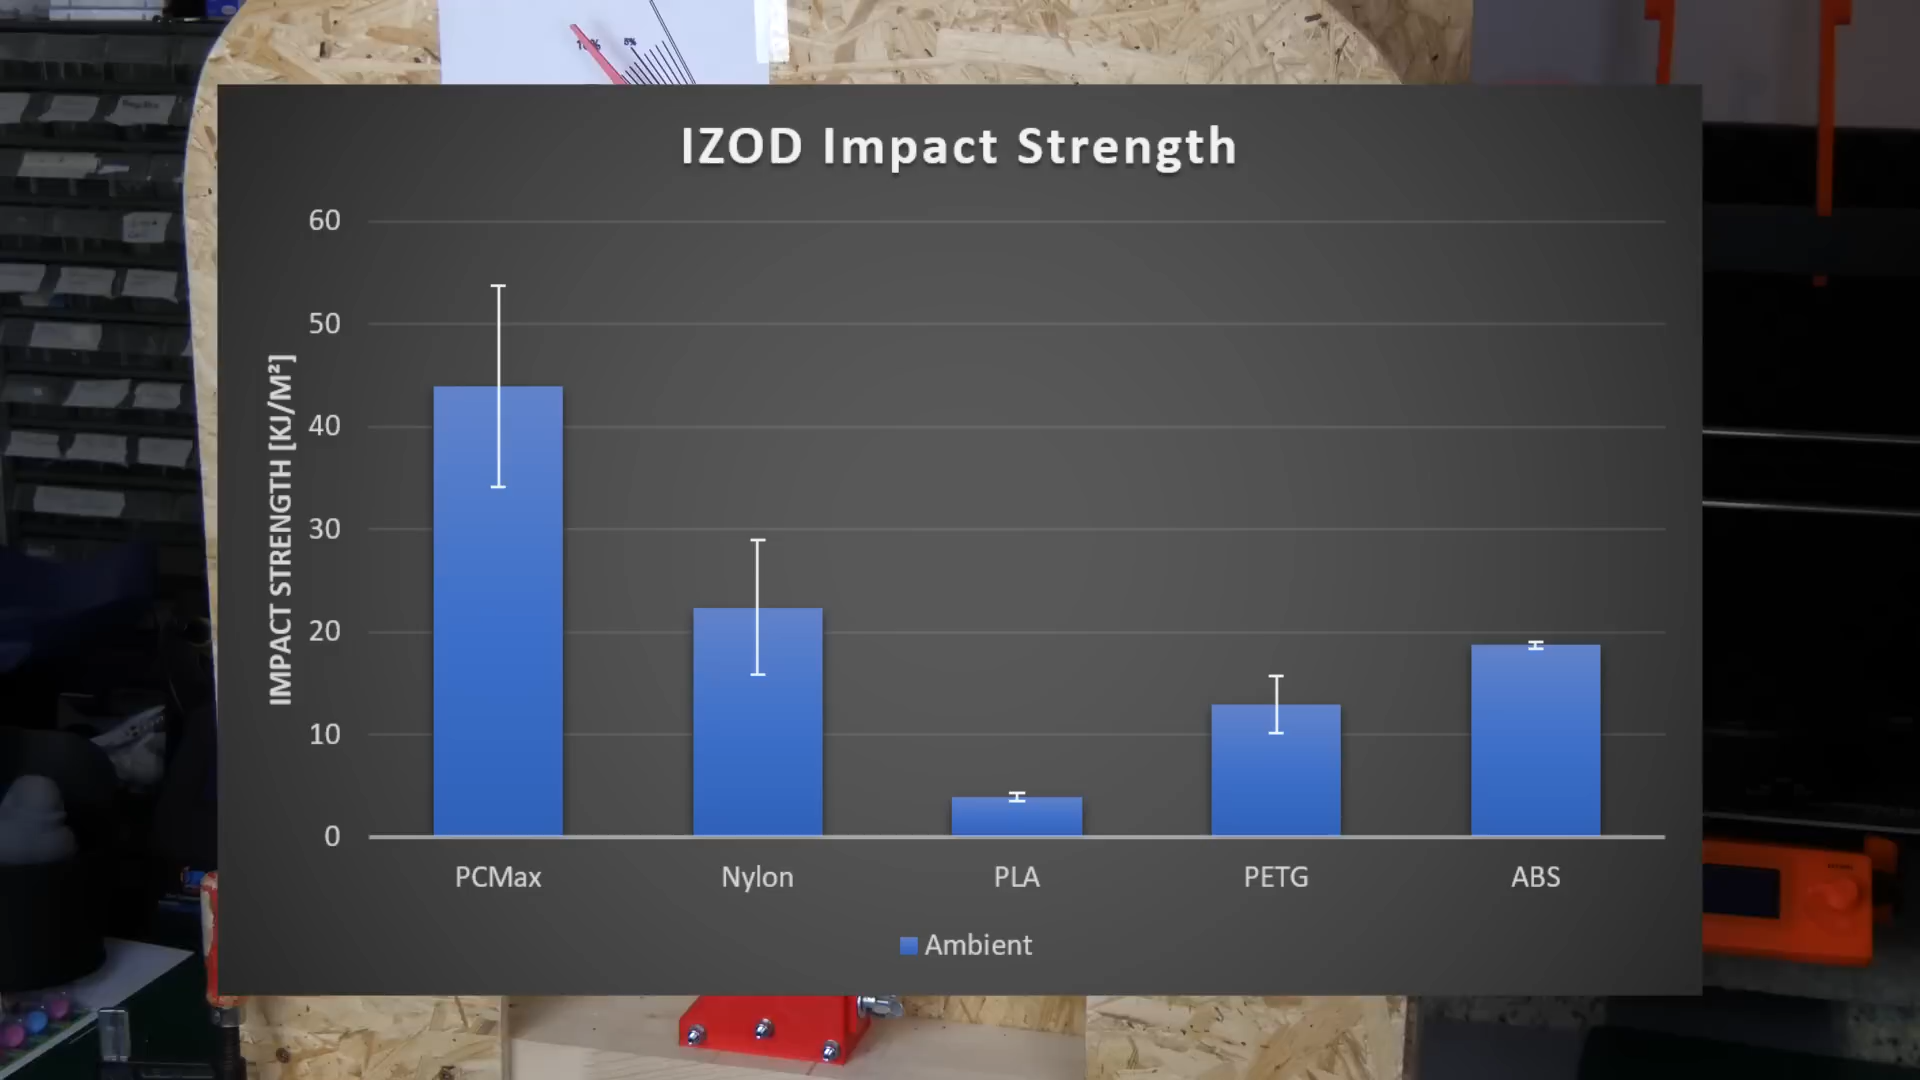 8%
IZOD Impact Strength
60
50
40
30
20
10
0
IMPACT STRENGTH [KJ/M²]
PCMax Nylon PLA PETG ABS
Ambient